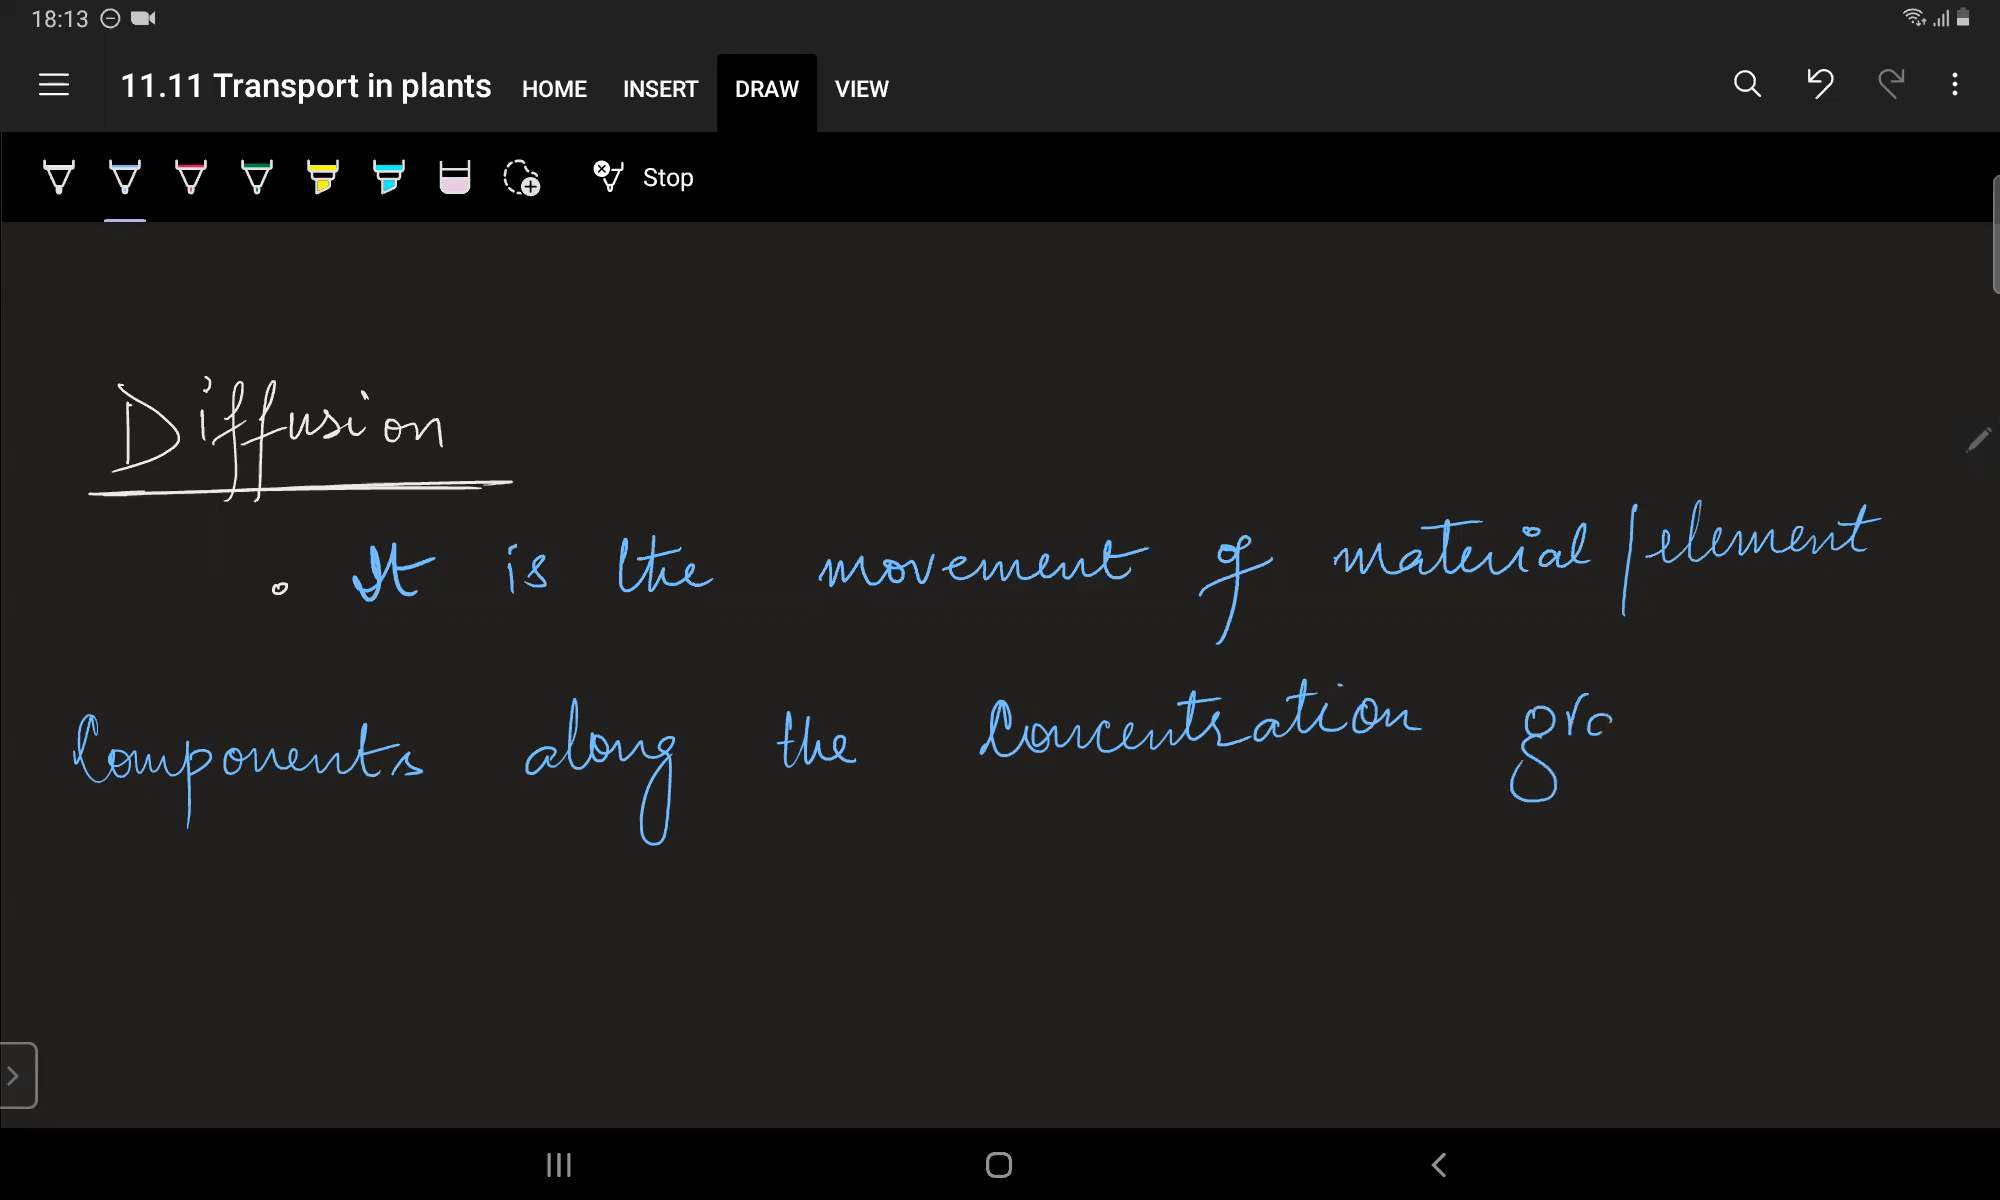 18:13
11.11 Transport in plants HOME INSERT DRAW VIEW
Stop
Diffusion
It is the movement of material/element
Components along the Concentration gra